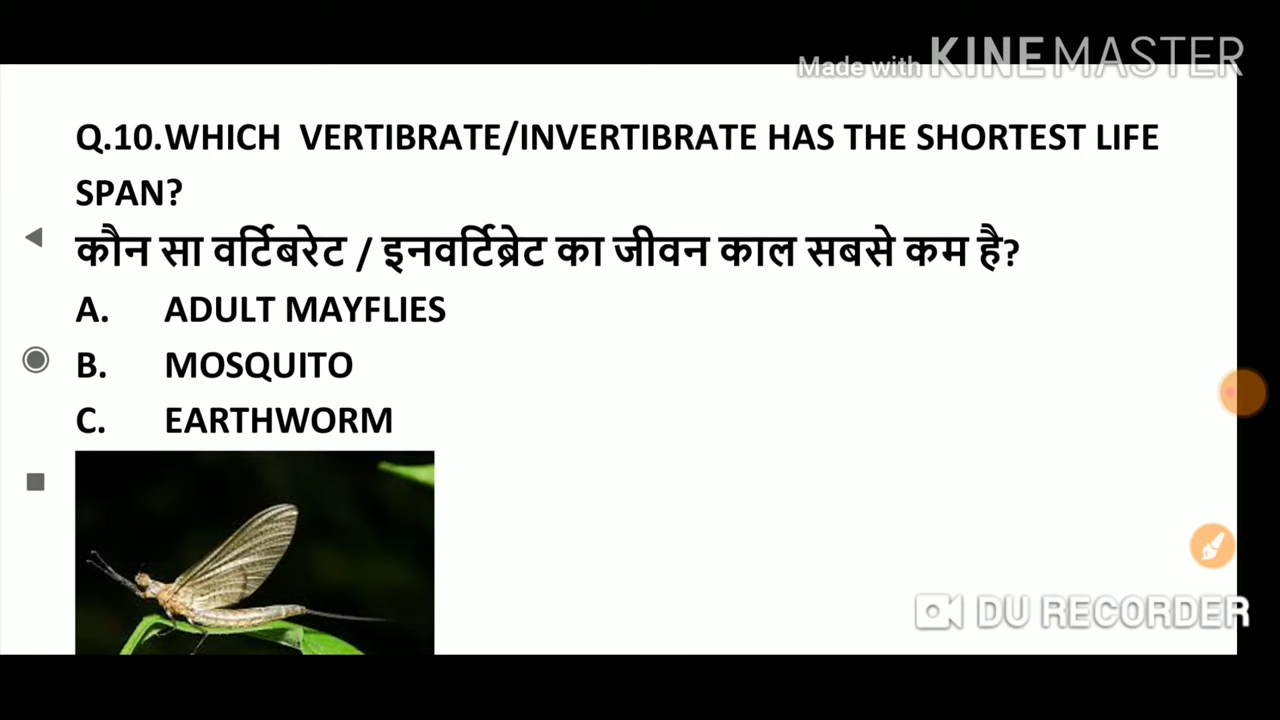 Made with KINEMASTER
Q.10.WHICH VERTIBRATE/INVERTIBRATE HAS THE SHORTEST LIFE
SPAN?
कौन सा वर्टिबरेट / इनवर्टिब्रेट का जीवन काल सबसे कम है?
A. ADULT MAYFLIES
B. MOSQUITO
C. EARTHWORM
DU RECORDER